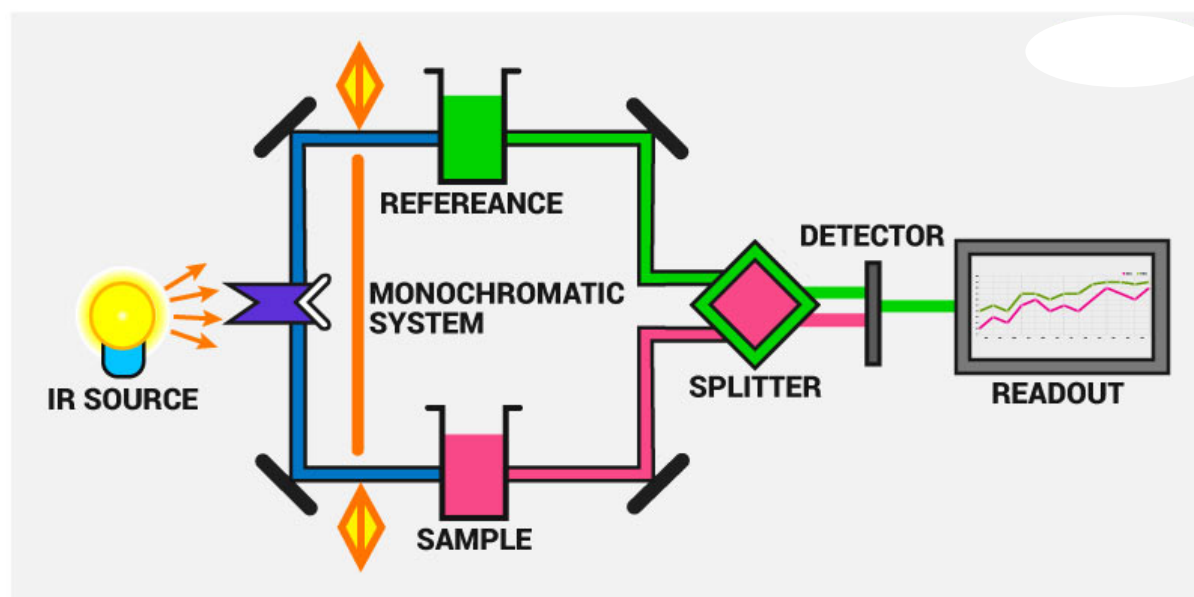 REFEREANCE
DETECTOR
MONOCHROMATIC
SYSTEM
IR SOURCE
SPLITTER
READOUT
SAMPLE